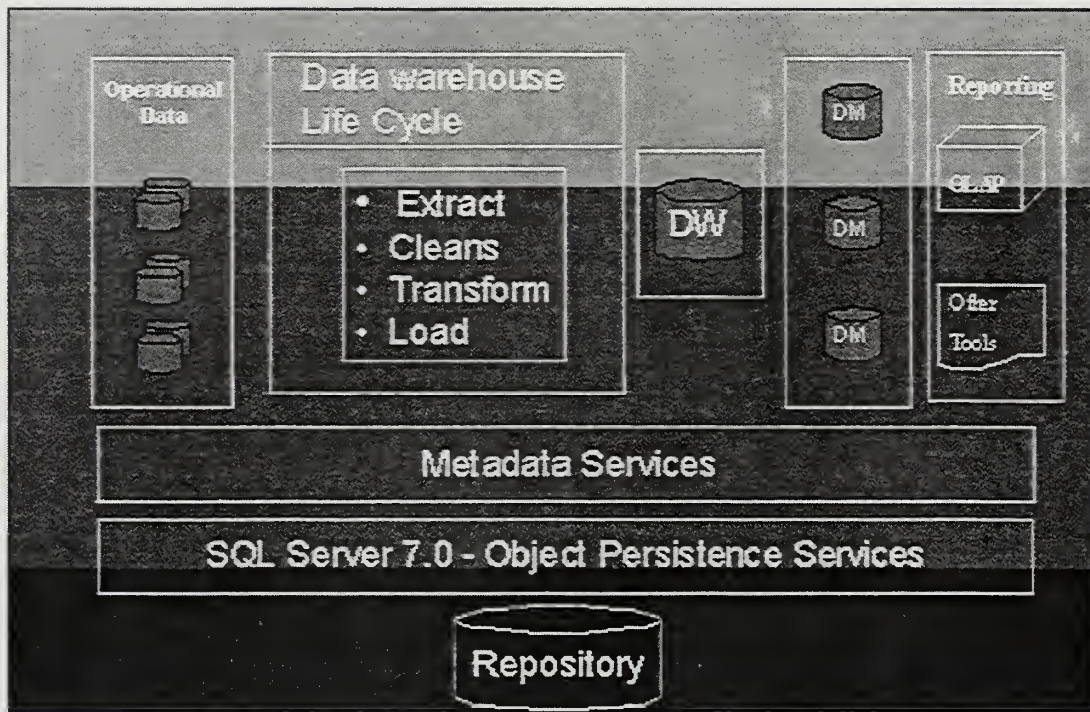 Operational
Data
Data warehouse
Life Cycle
• Extract
• Cleans
• Transform
• Load
DW
DM
DM
DM
Reporting
OLAP
Tools
Metadata Services
SQL Server 7.0 - Object Persistence Services
Repository